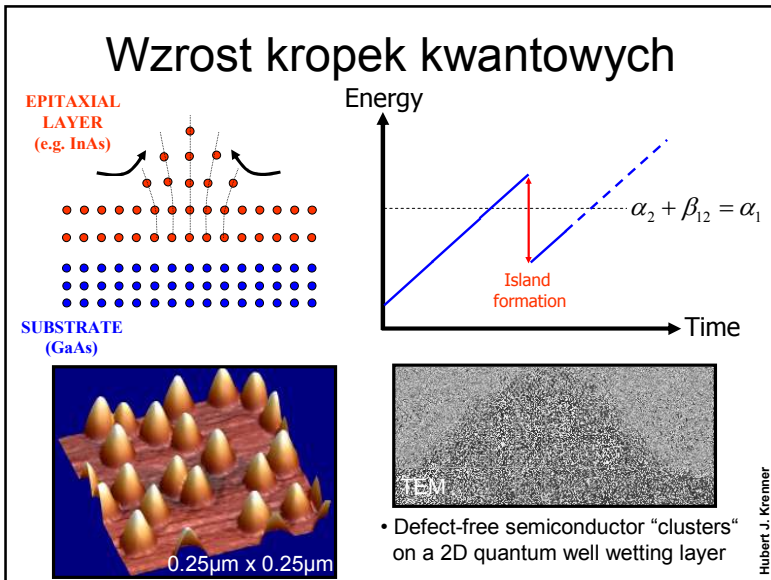 Wzrost kropek kwantowych
EPITAXIAL
LAYER
(e.g. InAs)
SUBSTRATE
(GaAs)
Energy
α₂ + β₁₂ = α₁
Island
formation
Time
0.25μm x 0.25μm
TEM
• Defect-free semiconductor “clusters“
on a 2D quantum well wetting layer
Hubert J. Krenner